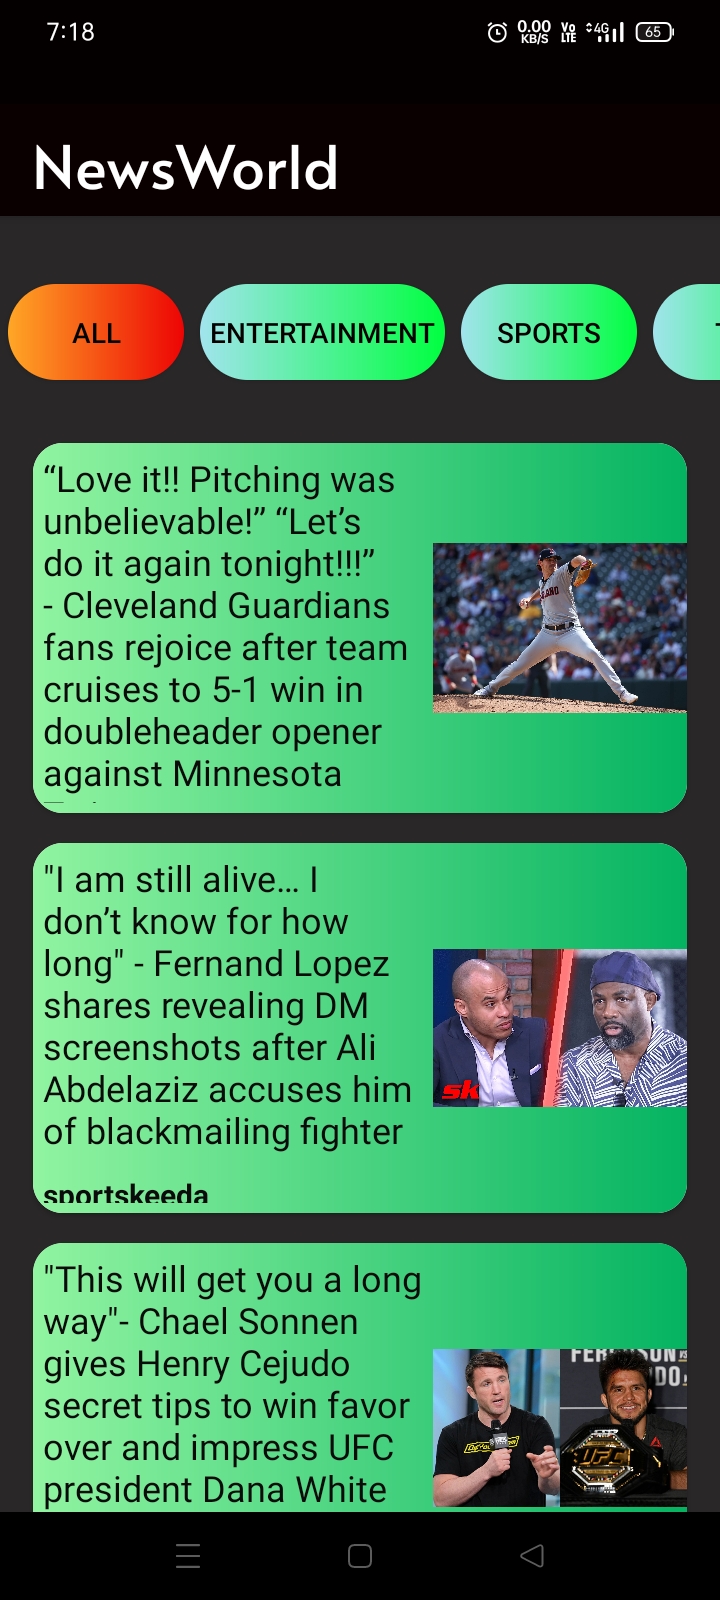 7:18
0.00
KB/S
Vo
LTE
4G
65
NewsWorld
ALL
ENTERTAINMENT
SPORTS
“Love it!! Pitching was
unbelievable!” “Let’s
do it again tonight!!!”
- Cleveland Guardians
fans rejoice after team
cruises to 5-1 win in
doubleheader opener
against Minnesota
"I am still alive… I
don’t know for how
long" - Fernand Lopez
shares revealing DM
screenshots after Ali
Abdelaziz accuses him
of blackmailing fighter
sk
sportskeeda
"This will get you a long
way"- Chael Sonnen
gives Henry Cejudo
secret tips to win favor
over and impress UFC
president Dana White
UFC